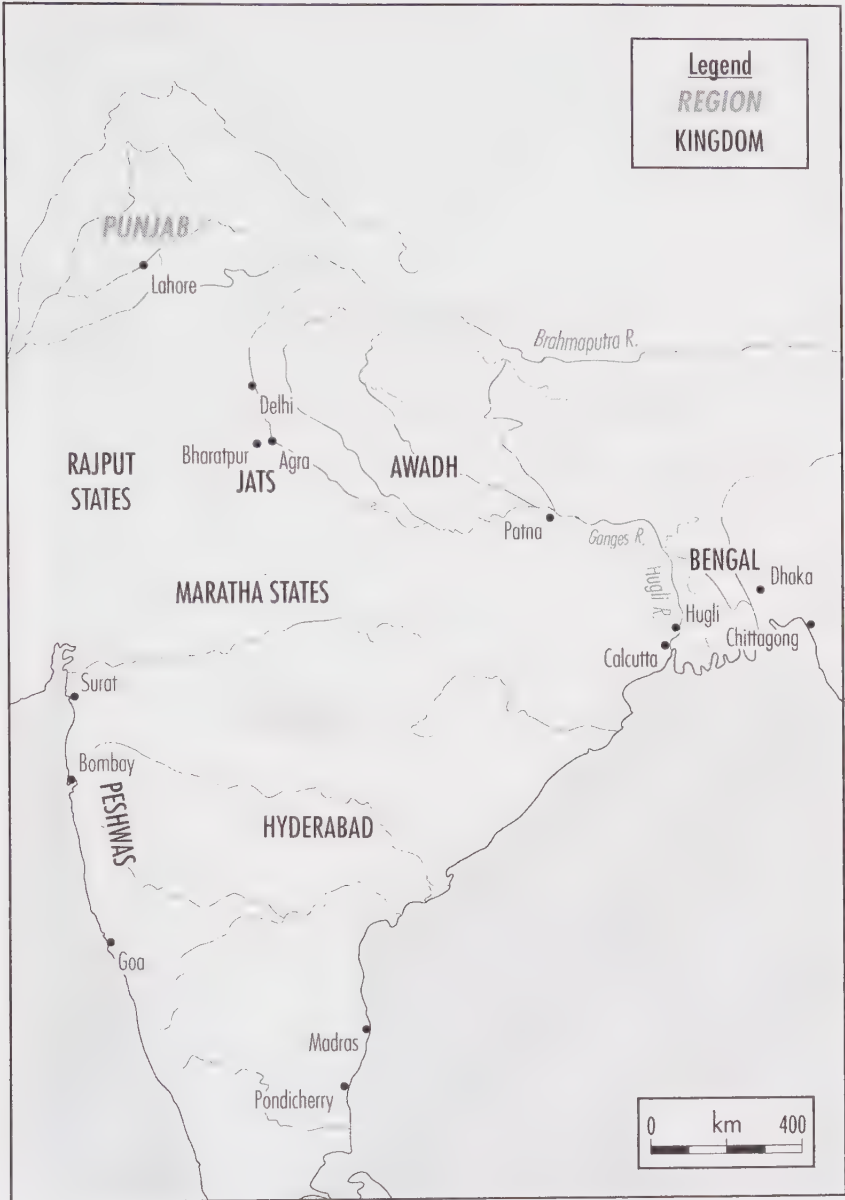 Legend
REGION
KINGDOM
PUNJAB
Lahore
Brahmaputra R.
Delhi
Bharatpur
Agra
RAJPUT
STATES
JATS
AWADH
Patna
Ganges R.
BENGAL
Dhaka
Hugli R.
MARATHA STATES
Hugli
Chittagong
Calcutta
Surat
Bombay
PESHWAS
HYDERABAD
Goa
Madras
Pondicherry
0 km 400